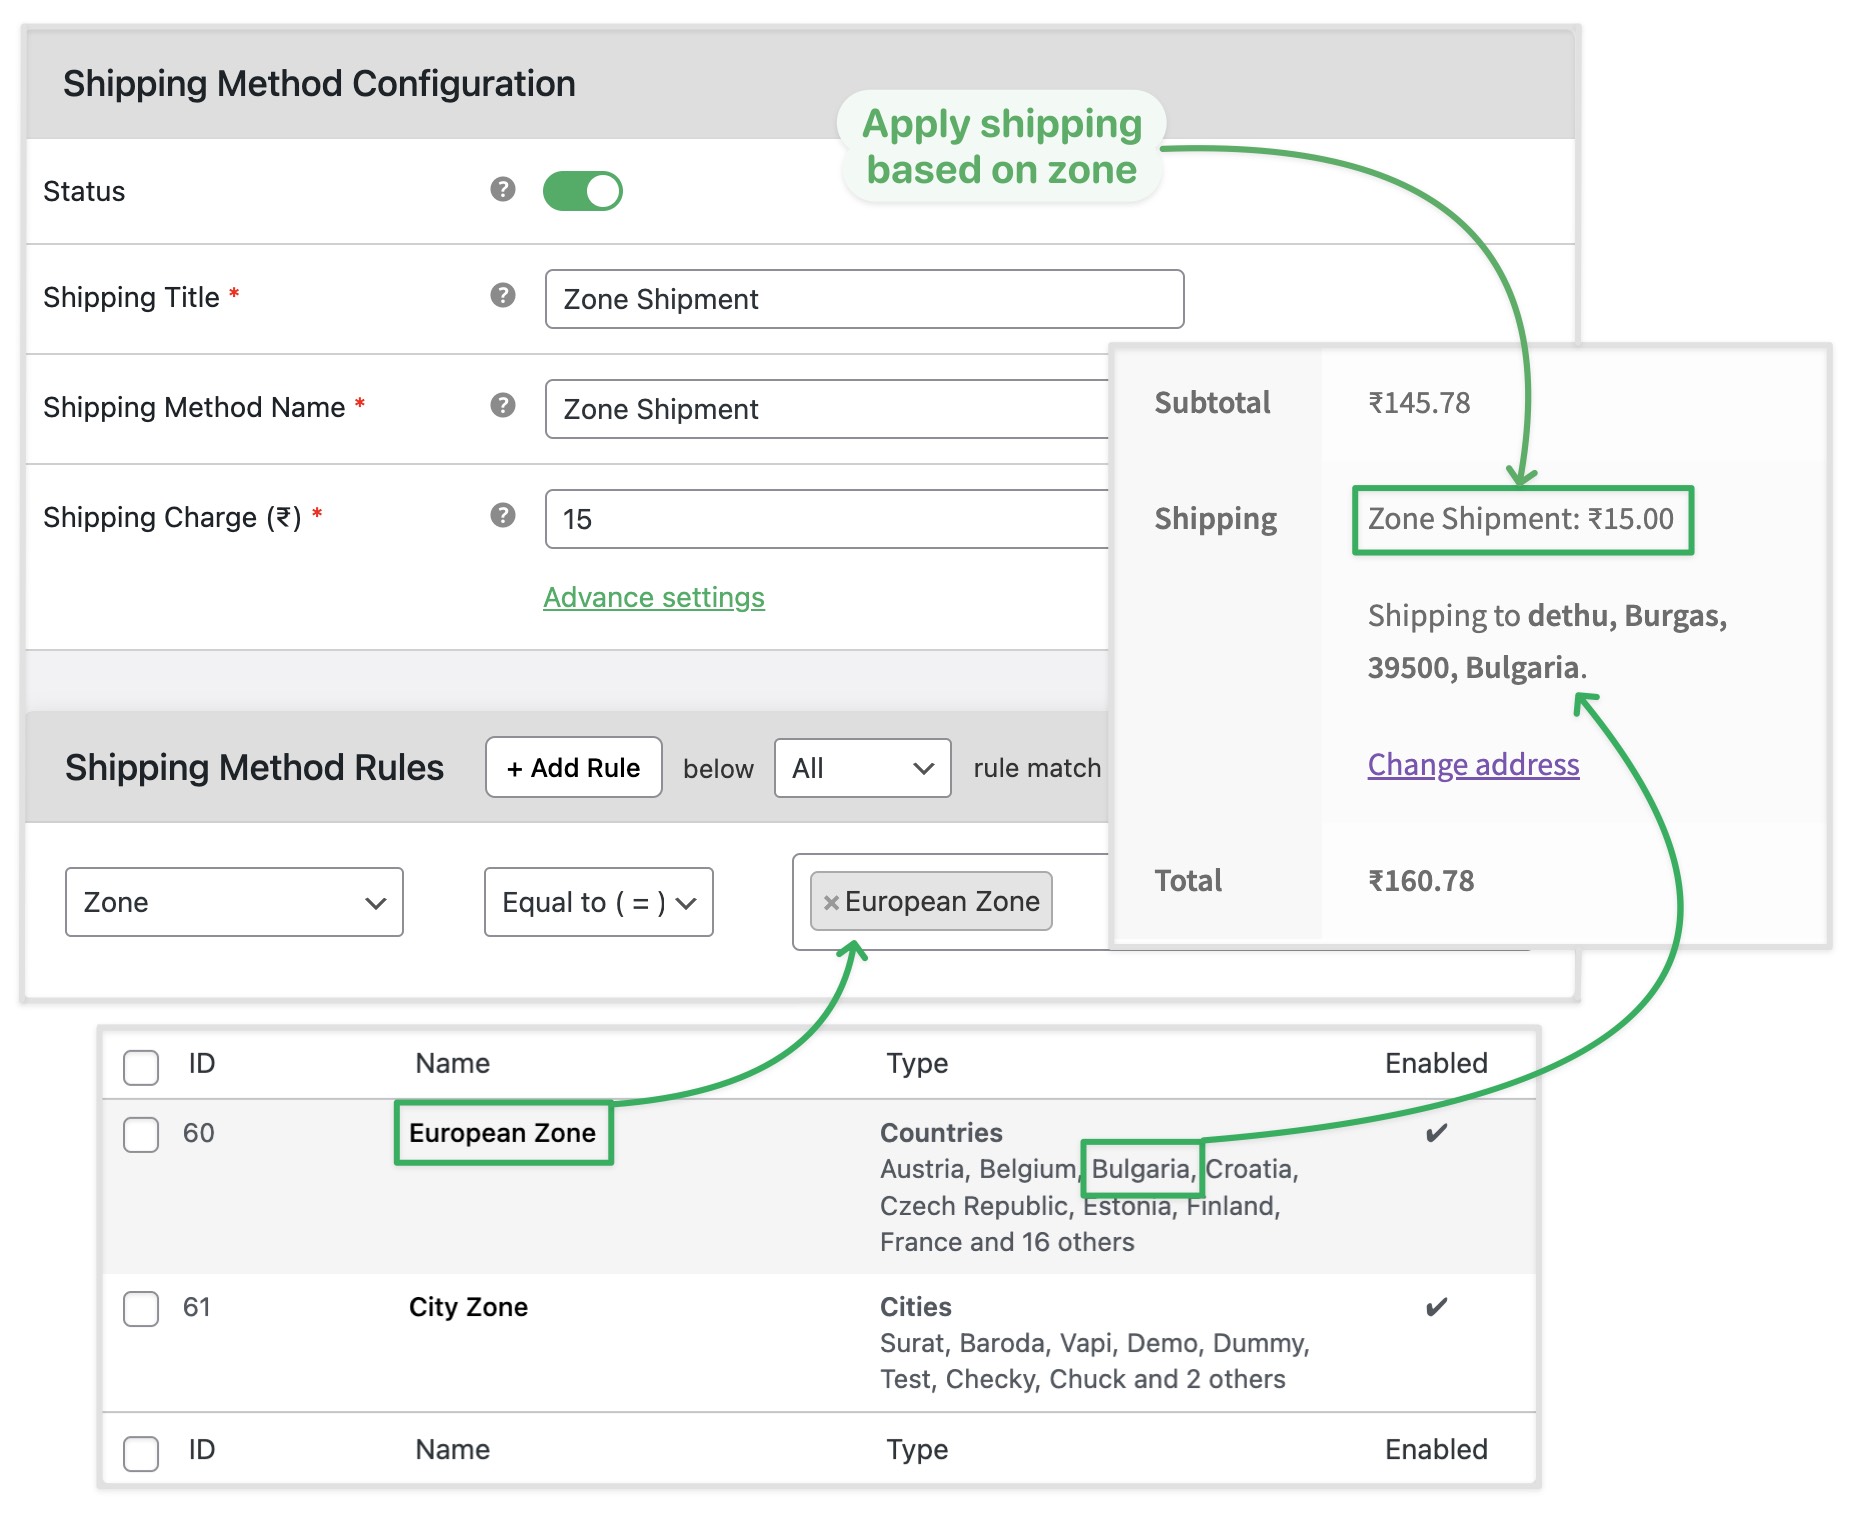 Shipping Method Configuration
Apply shipping
based on zone
Status ?
Shipping Title * ? Zone Shipment
Shipping Method Name * ? Zone Shipment
Shipping Charge (₹) * ? 15
Advance settings
Subtotal ₹145.78
Shipping Zone Shipment: ₹15.00
Shipping to dethu, Burgas,
39500, Bulgaria.
Change address
Total ₹160.78
Shipping Method Rules + Add Rule below All rule match
Zone Equal to ( = ) ×European Zone
ID Name Type Enabled
60 European Zone Countries ✔
Austria, Belgium, Bulgaria, Croatia,
Czech Republic, Estonia, Finland,
France and 16 others
61 City Zone Cities ✔
Surat, Baroda, Vapi, Demo, Dummy,
Test, Checky, Chuck and 2 others
ID Name Type Enabled